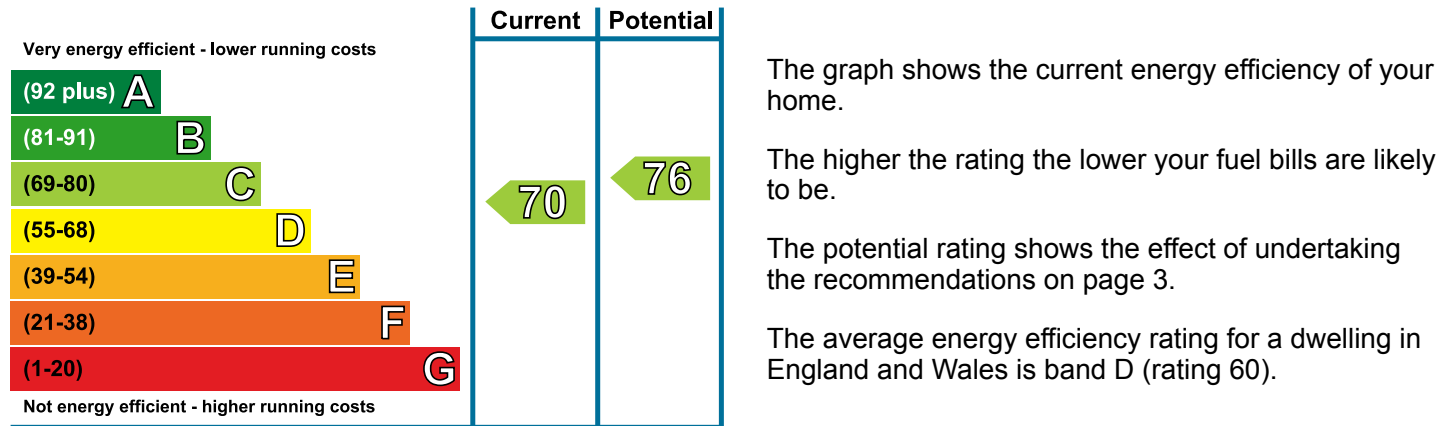 Current Potential
Very energy efficient - lower running costs
(92 plus) A
(81-91) B
(69-80) C
(55-68) D
(39-54) E
(21-38) F
(1-20) G
Not energy efficient - higher running costs
70
76
The graph shows the current energy efficiency of your
home.
The higher the rating the lower your fuel bills are likely
to be.
The potential rating shows the effect of undertaking
the recommendations on page 3.
The average energy efficiency rating for a dwelling in
England and Wales is band D (rating 60).